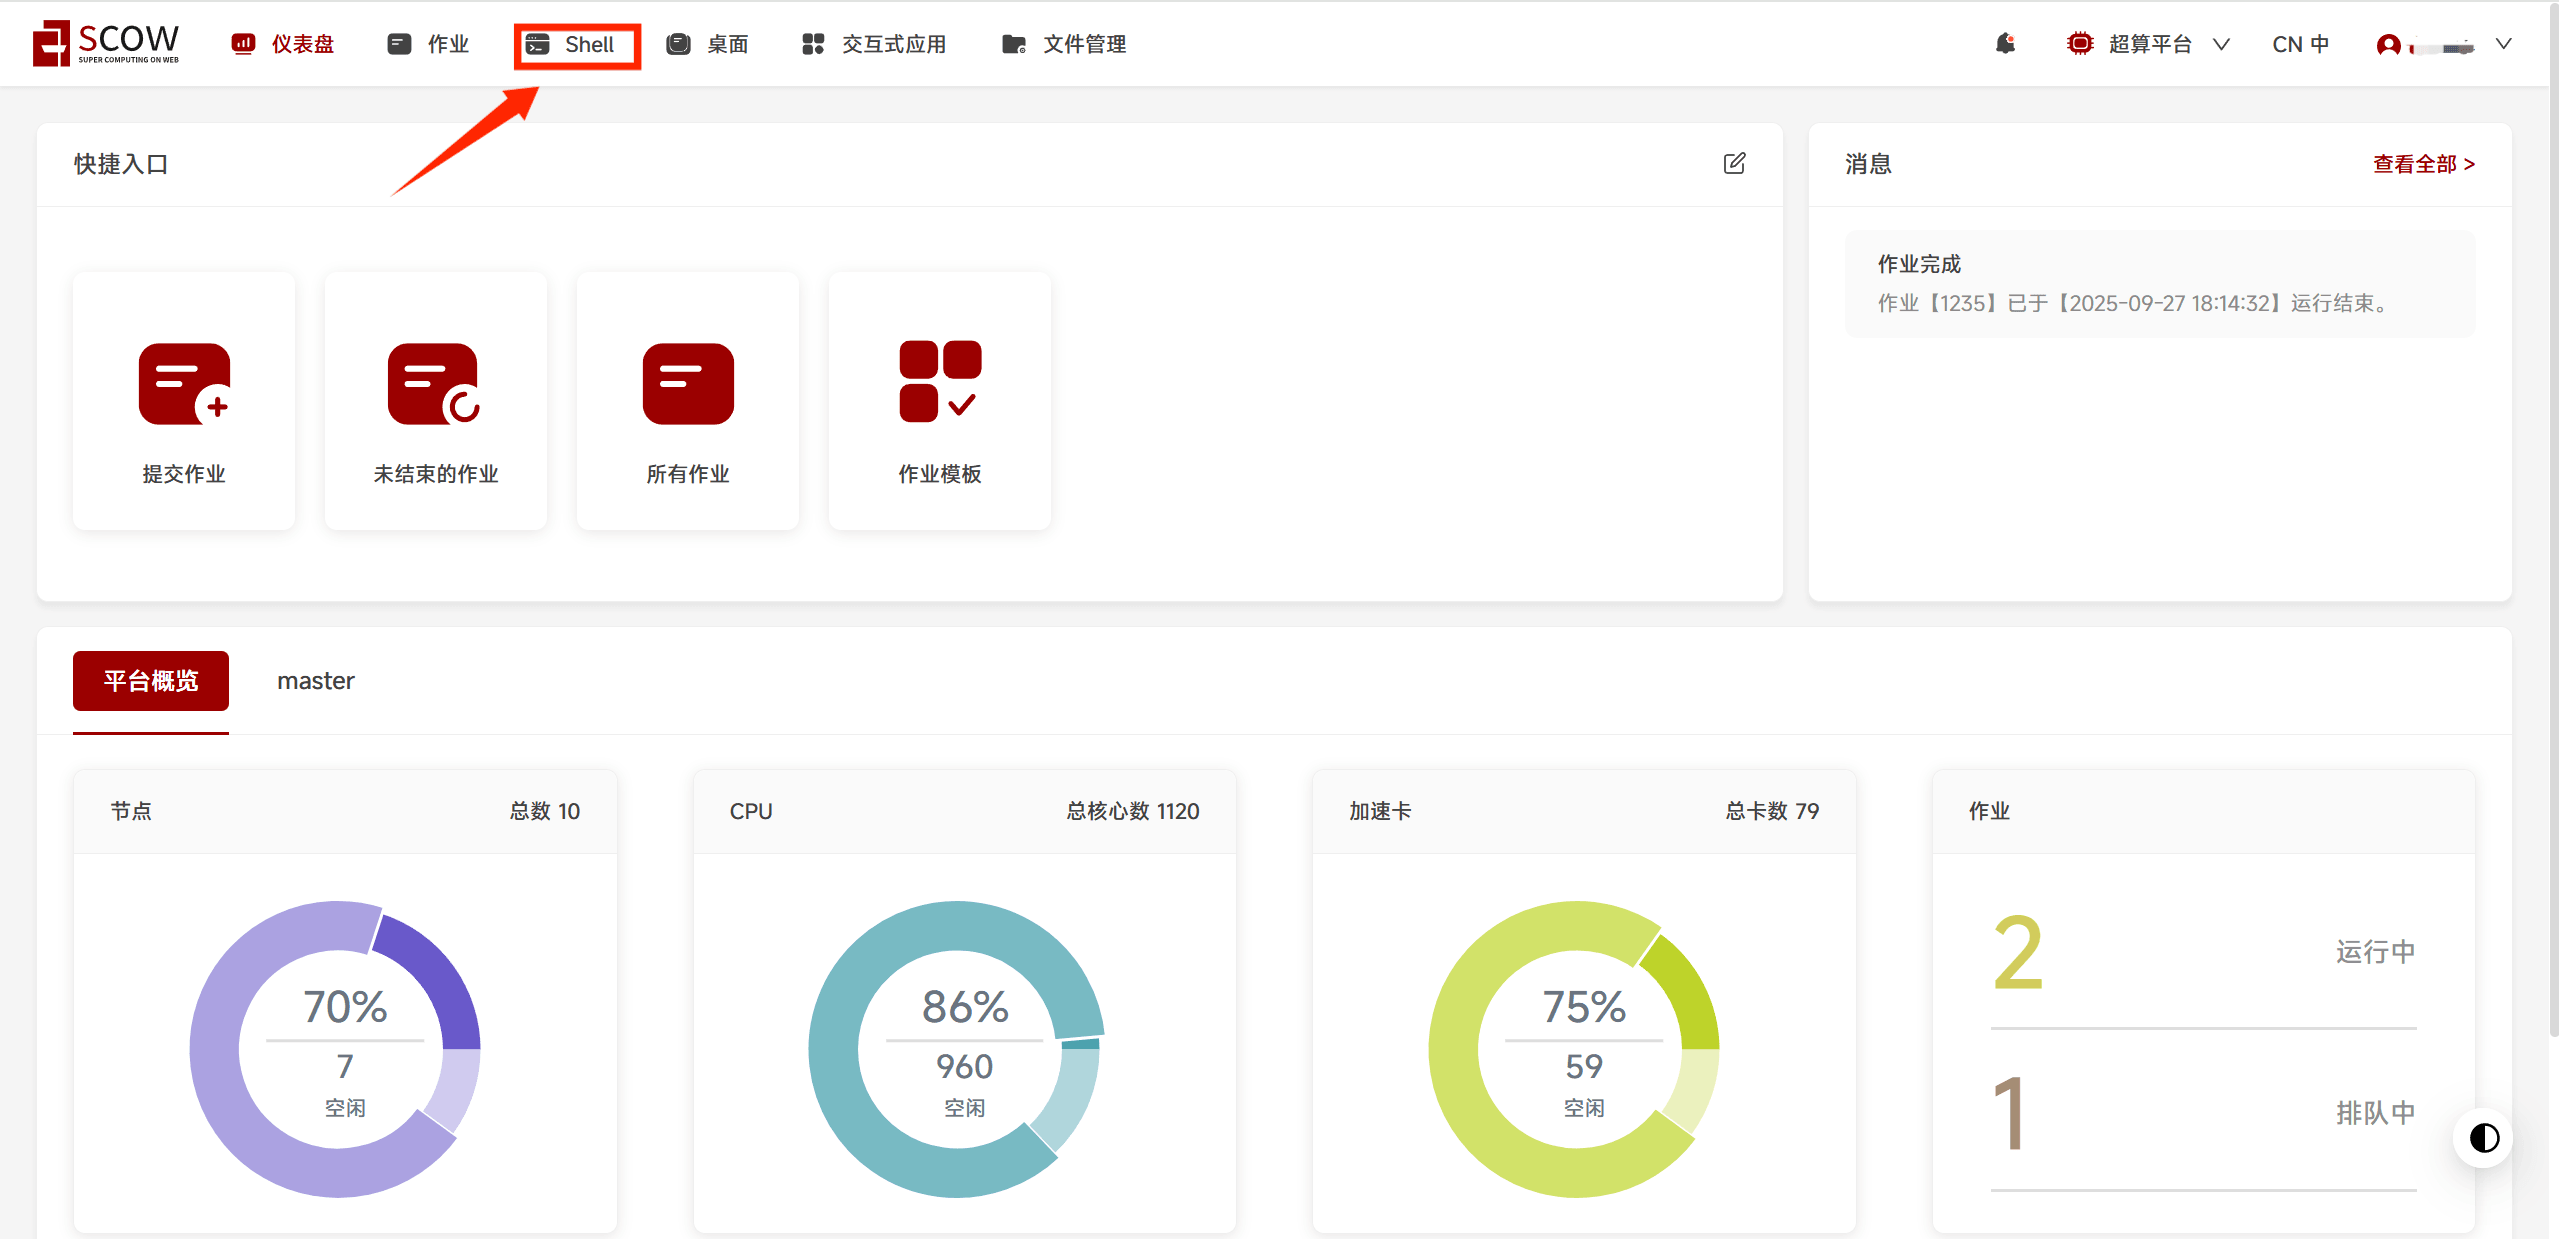 SCOW
SUPER COMPUTING ON WEB
仪表盘
作业
Shell
桌面
交互式应用
文件管理
超算平台
CN 中
快捷入口
消息
查看全部 >
作业完成
作业【1235】已于【2025-09-27 18:14:32】运行结束。
提交作业
未结束的作业
所有作业
作业模板
平台概览
master
节点
总数 10
CPU
总核心数 1120
加速卡
总卡数 79
作业
70%
7
空闲
86%
960
空闲
75%
59
空闲
2
运行中
1
排队中